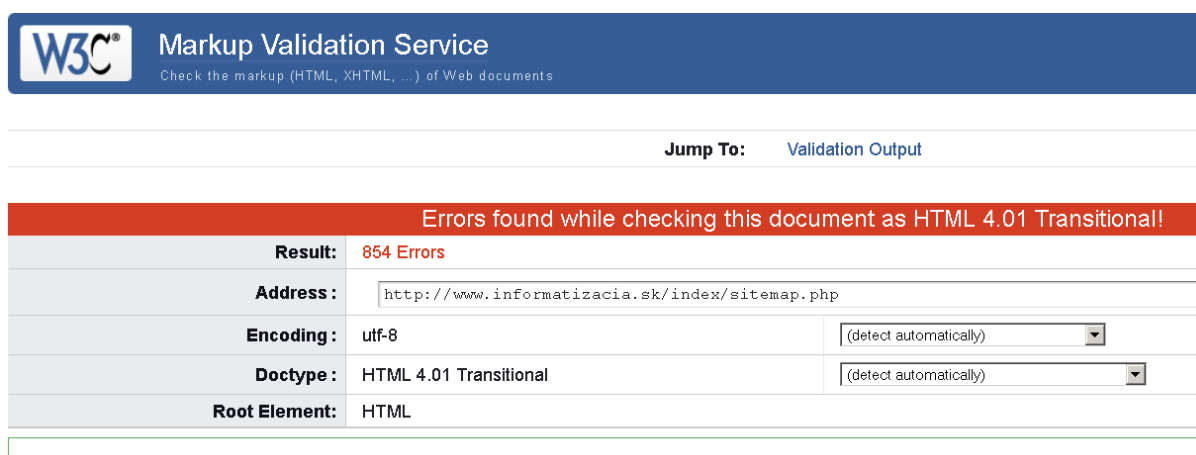 W3C®
Markup Validation Service
Check the markup (HTML, XHTML, ...) of Web documents
Jump To: Validation Output
Errors found while checking this document as HTML 4.01 Transitional!
Result: 854 Errors
Address : http://www.informatizacia.sk/index/sitemap.php
Encoding : utf-8 (detect automatically)
Doctype : HTML 4.01 Transitional (detect automatically)
Root Element: HTML